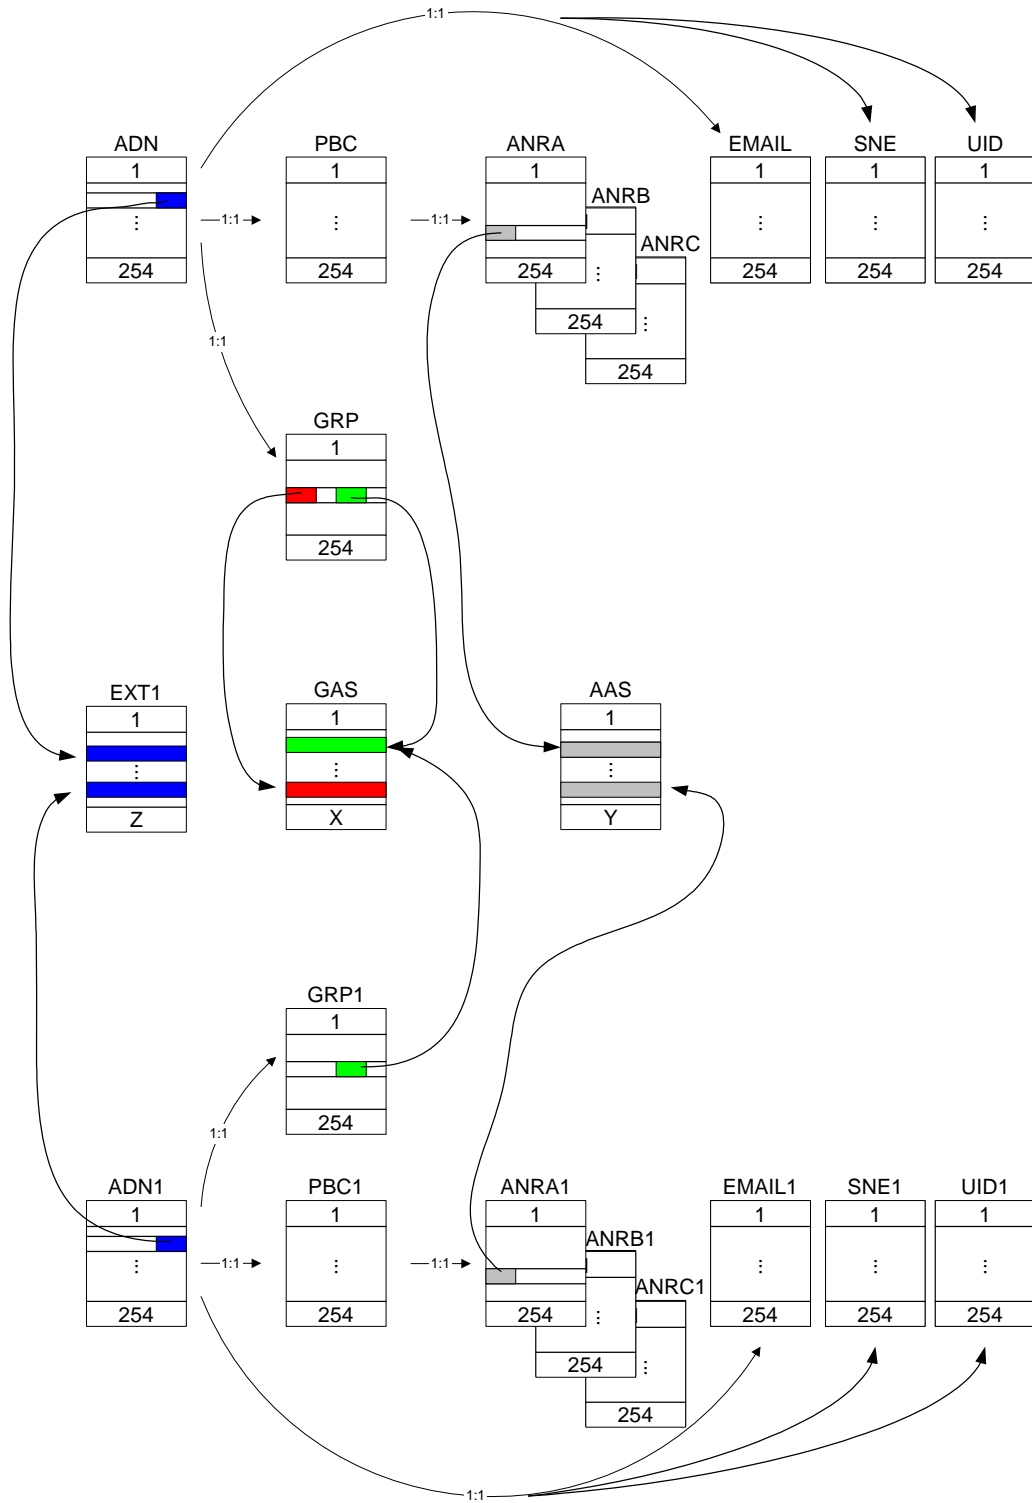 1:1
ADN PBC ANRA EMAIL SNE UID
1 1 1 1 1 1
ANRB
⋮ ⋮ 1:1 1:1 ⋮ ⋮ ⋮
ANRC
254 254 254 ⋮ 254 254 254
254 ⋮
1:1
254
GRP
1
254
EXT1 GAS AAS
1 1 1
⋮ ⋮ ⋮
Z X Y
GRP1
1
254
1:1
ADN1 PBC1 ANRA1 EMAIL1 SNE1 UID1
1 1 1 1 1 1
ANRB1
⋮ 1:1 ⋮ 1:1 ⋮ ⋮ ⋮
ANRC1
254 254 254 ⋮ 254 254 254
254 ⋮
254
1:1